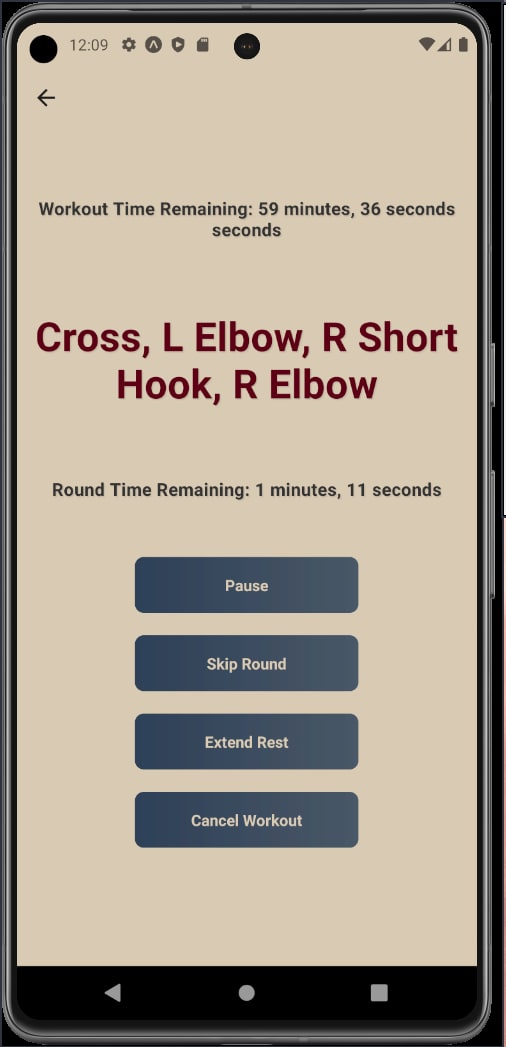 12:09
Workout Time Remaining: 59 minutes, 36 seconds
seconds
Cross, L Elbow, R Short
Hook, R Elbow
Round Time Remaining: 1 minutes, 11 seconds
Pause
Skip Round
Extend Rest
Cancel Workout